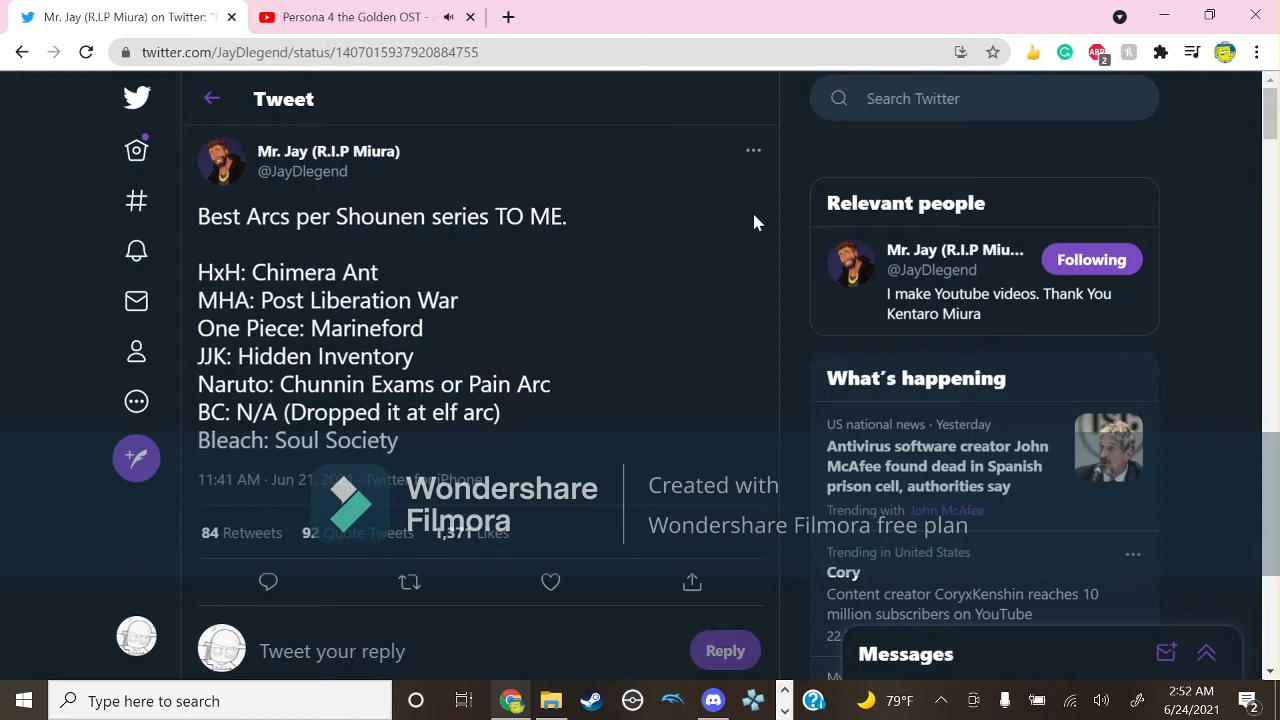 Mr. Jay (R.I.P Miura) on Twitter: "
Persona 4 the Golden OST -
twitter.com/JayDlegend/status/1407015937920884755
ABP
2
Tweet
Search Twitter
Mr. Jay (R.I.P Miura)
@JayDlegend
Best Arcs per Shounen series TO ME.
HxH: Chimera Ant
MHA: Post Liberation War
One Piece: Marineford
JJK: Hidden Inventory
Naruto: Chunnin Exams or Pain Arc
BC: N/A (Dropped it at elf arc)
Bleach: Soul Society
11:41 AM · Jun 21, 2021 · Twitter for iPhone
84 Retweets 92 Quote Tweets 1,371 Likes
Tweet your reply
Reply
Relevant people
Mr. Jay (R.I.P Miu...
@JayDlegend
Following
I make Youtube videos. Thank You
Kentaro Miura
What's happening
US national news · Yesterday
Antivirus software creator John
McAfee found dead in Spanish
prison cell, authorities say
Trending with John McAfee
Trending in United States
Cory
Content creator CoryxKenshin reaches 10
million subscribers on YouTube
Messages
Wondershare
Filmora
Created with
Wondershare Filmora free plan
Type here to search
79°F
2:52 AM
6/24/2021